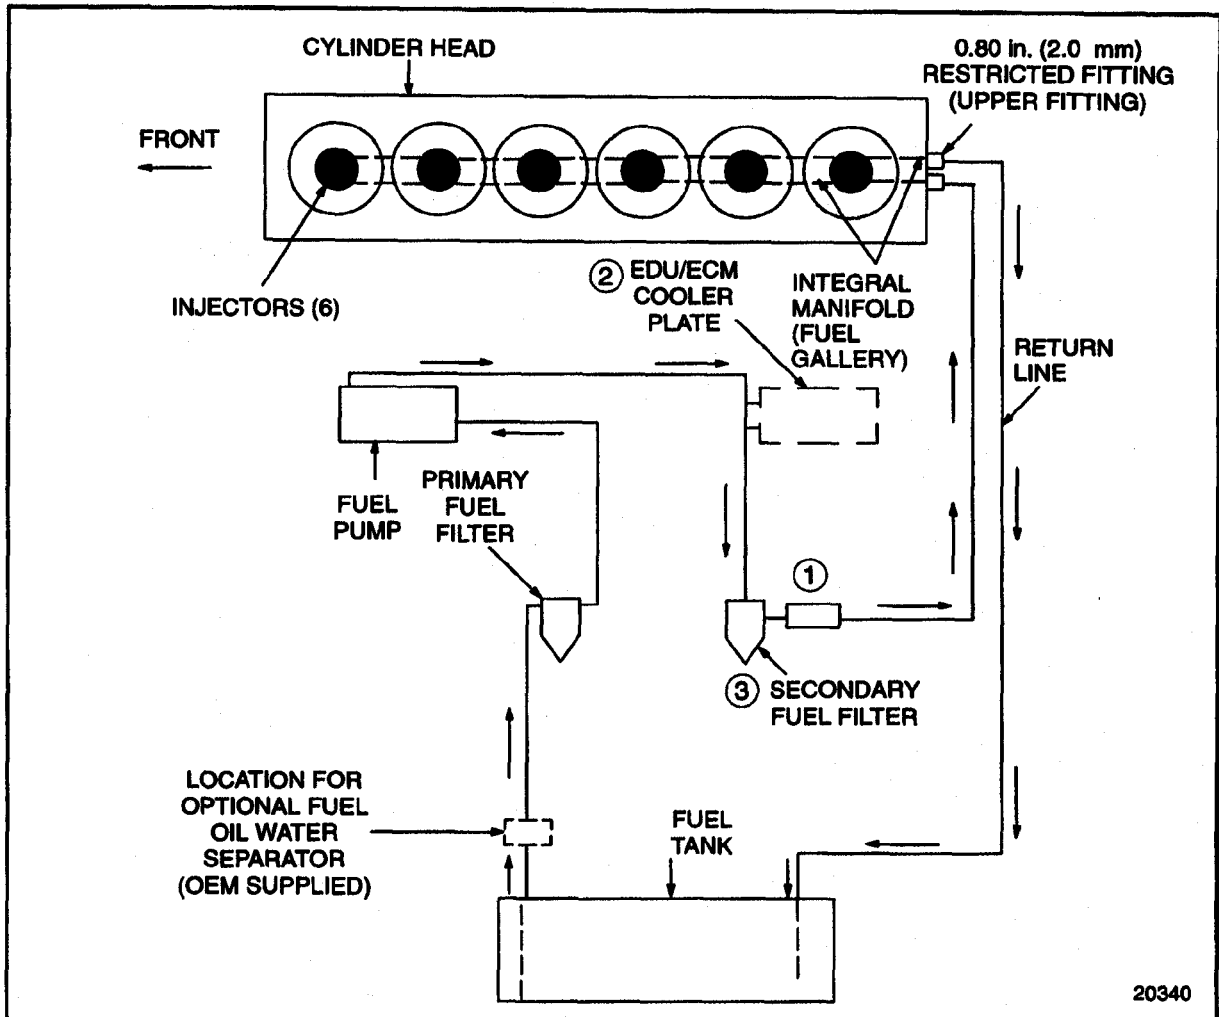 CYLINDER HEAD
0.80 in. (2.0 mm)
RESTRICTED FITTING
(UPPER FITTING)
FRONT
INJECTORS (6)
2 EDU/ECM
COOLER
PLATE
INTEGRAL
MANIFOLD
(FUEL
GALLERY)
RETURN
LINE
FUEL
PUMP
PRIMARY
FUEL
FILTER
1
3 SECONDARY
FUEL FILTER
LOCATION FOR
OPTIONAL FUEL
OIL WATER
SEPARATOR
(OEM SUPPLIED)
FUEL
TANK
20340